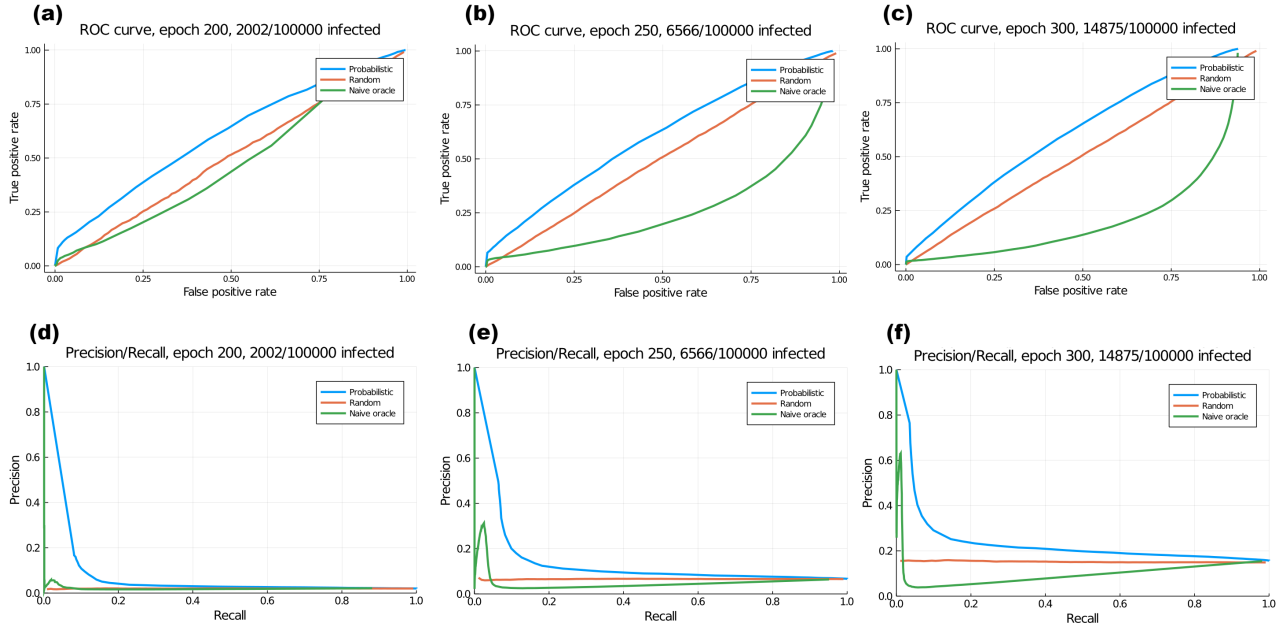 (a)
ROC curve, epoch 200, 2002/100000 infected
1.00
0.75
0.50
0.25
0.00
True positive rate
Probabilistic
Random
Naive oracle
0.00
0.25
0.50
0.75
1.00
False positive rate
(b)
ROC curve, epoch 250, 6566/100000 infected
1.00
0.75
0.50
0.25
0.00
True positive rate
Probabilistic
Random
Naive oracle
0.00
0.25
0.50
0.75
1.00
False positive rate
(c)
ROC curve, epoch 300, 14875/100000 infected
1.00
0.75
0.50
0.25
0.00
True positive rate
Probabilistic
Random
Naive oracle
0.00
0.25
0.50
0.75
1.00
False positive rate
(d)
Precision/Recall, epoch 200, 2002/100000 infected
1.0
0.8
0.6
0.4
0.2
0.0
Precision
Probabilistic
Random
Naive oracle
0.0
0.2
0.4
0.6
0.8
1.0
Recall
(e)
Precision/Recall, epoch 250, 6566/100000 infected
1.0
0.8
0.6
0.4
0.2
0.0
Precision
Probabilistic
Random
Naive oracle
0.0
0.2
0.4
0.6
0.8
1.0
Recall
(f)
Precision/Recall, epoch 300, 14875/100000 infected
1.0
0.8
0.6
0.4
0.2
0.0
Precision
Probabilistic
Random
Naive oracle
0.0
0.2
0.4
0.6
0.8
1.0
Recall